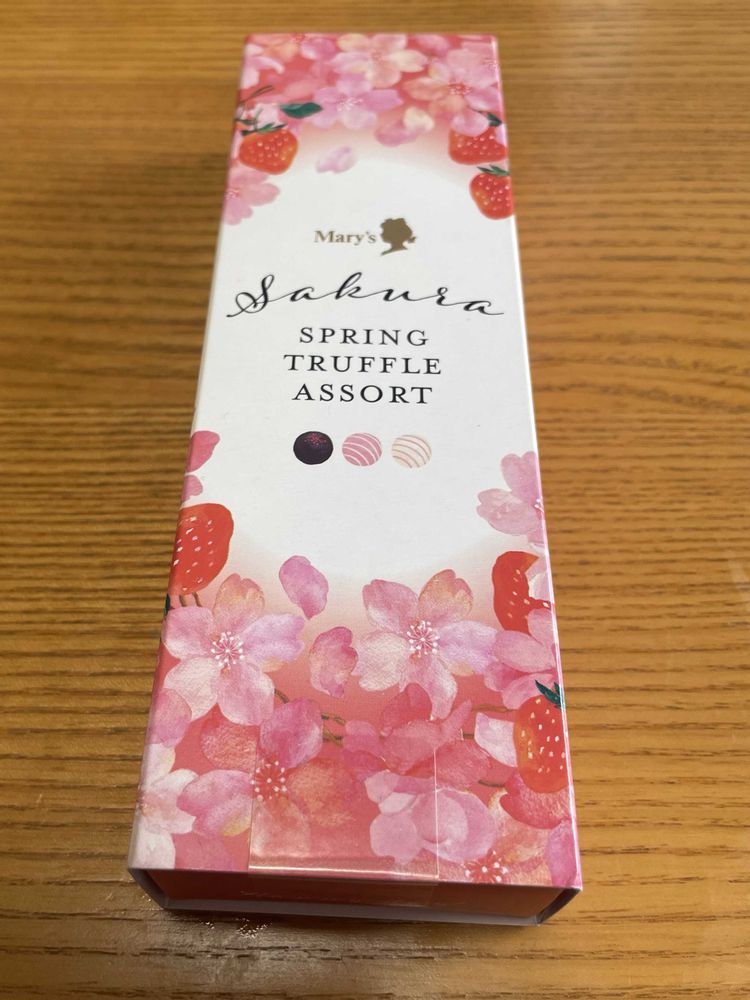 Mary's
Sakura
SPRING
TRUFFLE
ASSORT